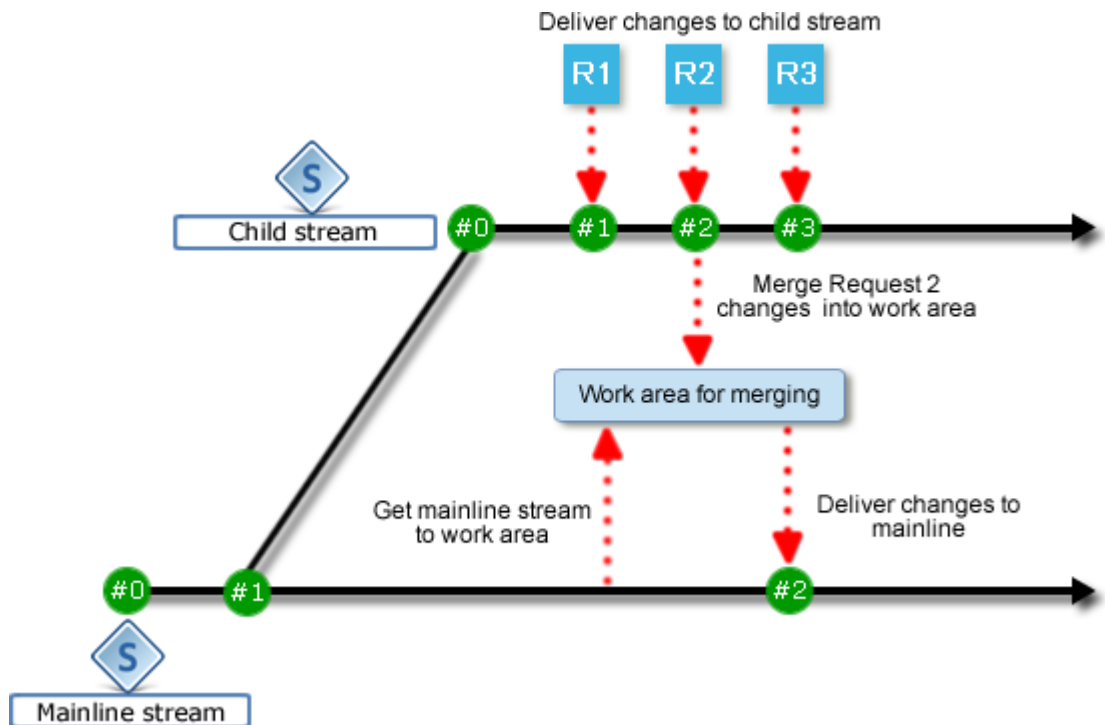 Deliver changes to child stream
R1
R2
R3
S
Child stream
#0
#1
#2
#3
Merge Request 2
changes into work area
Work area for merging
Get mainline stream
to work area
Deliver changes to
mainline
#0
#1
#2
S
Mainline stream